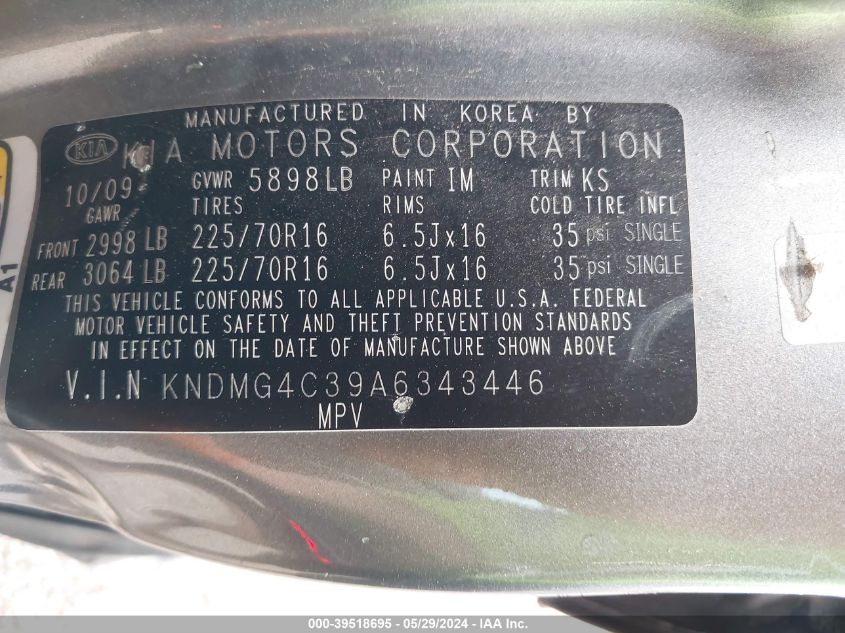 MANUFACTURED IN KOREA BY
KIA KIA MOTORS CORPORATION
10/09 GVWR 5898LB PAINT IM TRIM KS
GAWR TIRES RIMS COLD TIRE INFL
FRONT 2998 LB 225/70R16 6.5Jx16 35 psi SINGLE
REAR 3064 LB 225/70R16 6.5Jx16 35 psi SINGLE
THIS VEHICLE CONFORMS TO ALL APPLICABLE U.S.A. FEDERAL
MOTOR VEHICLE SAFETY AND THEFT PREVENTION STANDARDS
IN EFFECT ON THE DATE OF MANUFACTURE SHOWN ABOVE
V.I.N KNDMG4C39A6343446
MPV
A1
000-39518695 - 05/29/2024 - IAA Inc.